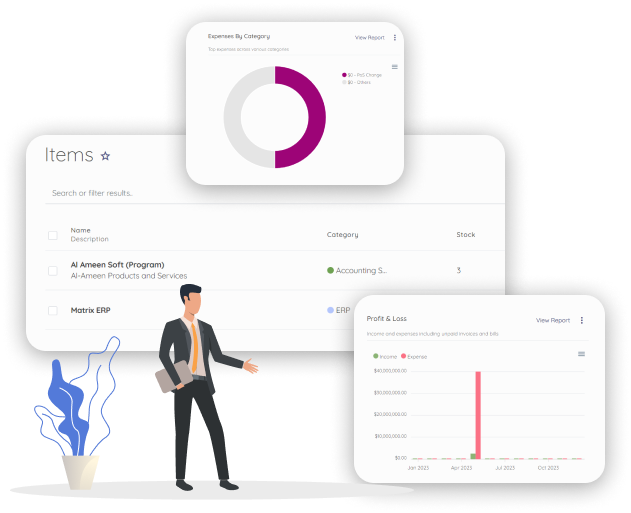 Expenses By Category
View Report
Top expenses across various categories
$0 - PoS Change
$0 - Others
Items
Search or filter results..
Name
Description
Category
Stock
Al Ameen Soft (Program)
Al-Ameen Products and Services
Accounting S...
3
Matrix ERP
ERP
Profit & Loss
View Report
Income and expenses including unpaid invoices and bills
Income
Expense
$40,000,000.00
$30,000,000.00
$20,000,000.00
$10,000,000.00
$0.00
Jan 2023
Apr 2023
Jul 2023
Oct 2023